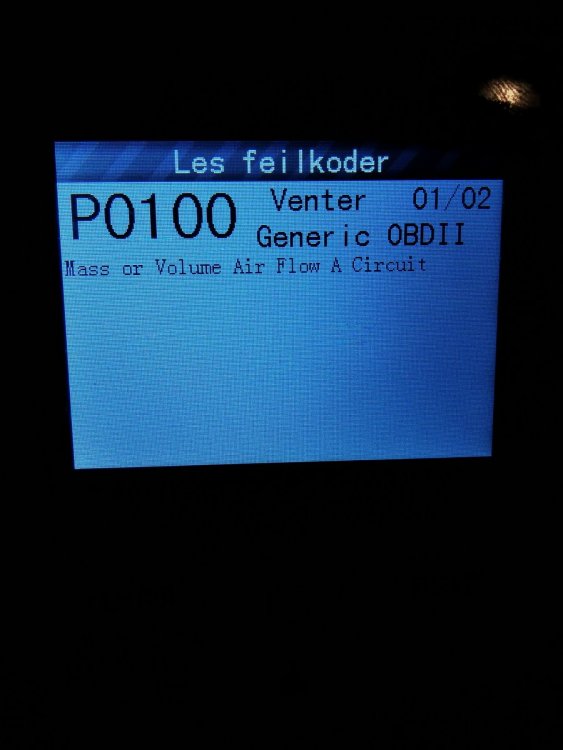 Les feilkoder
P0100 Venter 01/02
Generic OBDII
Mass or Volume Air Flow A Circuit